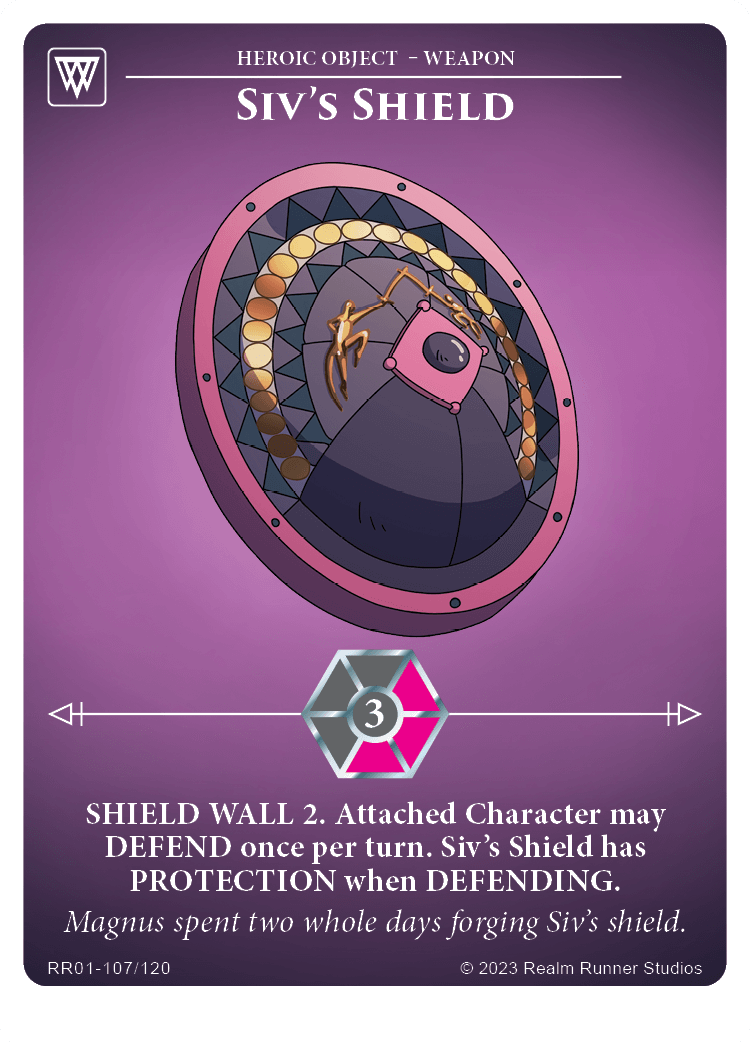 HEROIC OBJECT – WEAPON
SIV'S SHIELD
3
SHIELD WALL 2. Attached Character may
DEFEND once per turn. Siv's Shield has
PROTECTION when DEFENDING.
Magnus spent two whole days forging Siv's shield.
RR01-107/120 © 2023 Realm Runner Studios